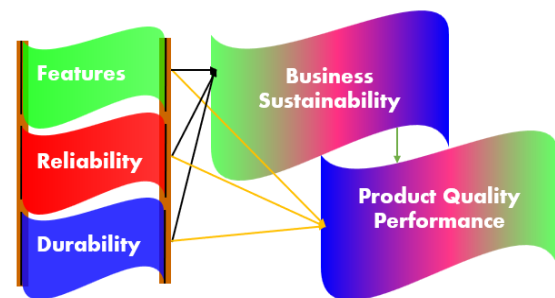 Features
Reliability
Durability
Business
Sustainability
Product Quality
Performance